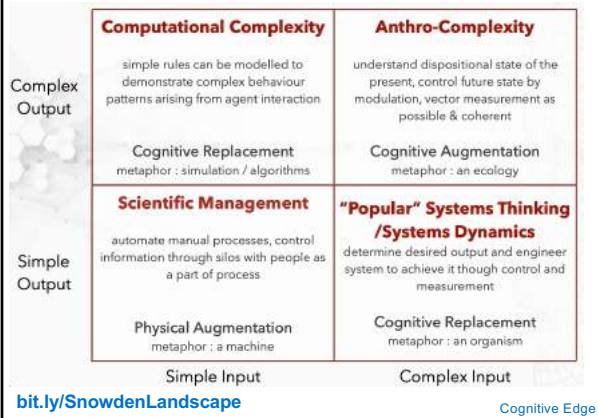 Computational Complexity
simple rules can be modelled to
demonstrate complex behaviour
patterns arising from agent interaction
Cognitive Replacement
metaphor : simulation / algorithms
Anthro-Complexity
understand dispositional state of the
present, control future state by
modulation, vector measurement as
possible & coherent
Cognitive Augmentation
metaphor : an ecology
Complex
Output
Scientific Management
automate manual processes, control
information through silos with people as
a part of process
Physical Augmentation
metaphor : a machine
"Popular" Systems Thinking
/Systems Dynamics
determine desired output and engineer
system to achieve it though control and
measurement
Cognitive Replacement
metaphor : an organism
Simple
Output
Simple Input
Complex Input
bit.ly/SnowdenLandscape
Cognitive Edge